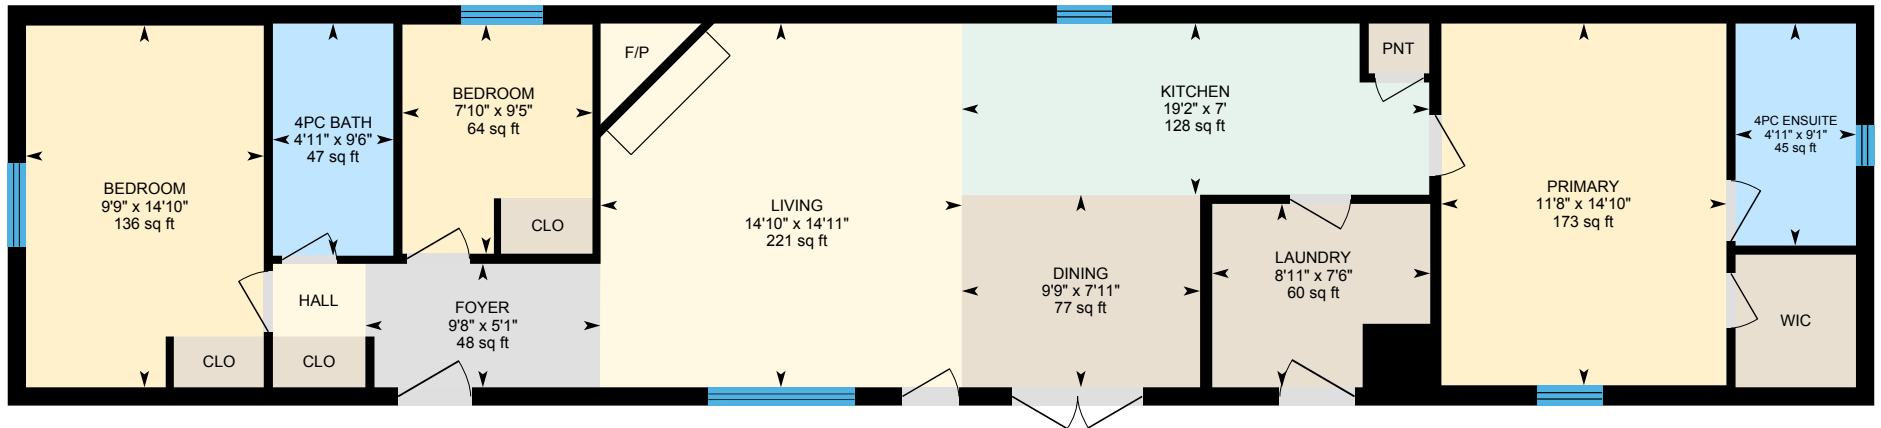 BEDROOM
9'9" x 14'10"
136 sq ft
4PC BATH
4'11" x 9'6"
47 sq ft
BEDROOM
7'10" x 9'5"
64 sq ft
CLO
F/P
HALL
CLO
CLO
FOYER
9'8" x 5'1"
48 sq ft
LIVING
14'10" x 14'11"
221 sq ft
KITCHEN
19'2" x 7'
128 sq ft
PNT
DINING
9'9" x 7'11"
77 sq ft
LAUNDRY
8'11" x 7'6"
60 sq ft
PRIMARY
11'8" x 14'10"
173 sq ft
4PC ENSUITE
4'11" x 9'1"
45 sq ft
WIC